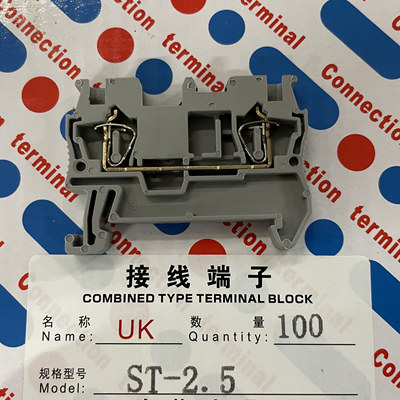 Connection
terminal
Connection
terminal
Connection
terminal
Connection
terminal
接线端子
COMBINED TYPE TERMINAL BLOCK
名 称 数 量
Name: UK Quantity: 100
规格型号
Model: ST-2.5